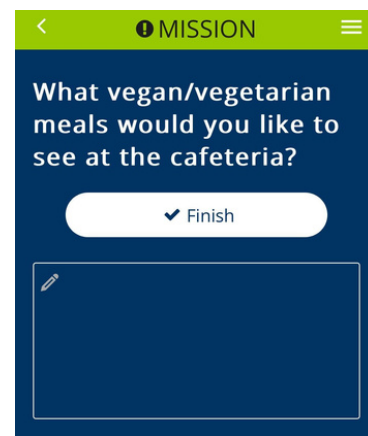 MISSION
What vegan/vegetarian
meals would you like to
see at the cafeteria?
Finish